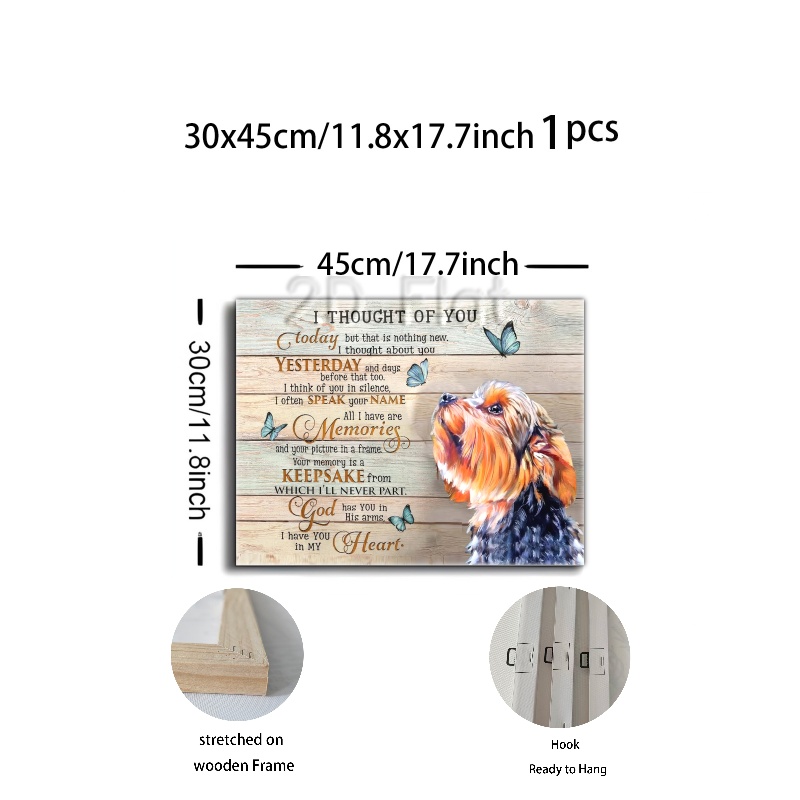 30x45cm/11.8x17.7inch 1pcs
45cm/17.7inch
2D Flat
30cm/11.8inch
I THOUGHT OF YOU
today but that is nothing new.
I thought about you
YESTERDAY and days
before that too.
I think of you in silence,
I often SPEAK your NAME
All I have are
Memories
and your picture in a frame.
Your memory is a
KEEPSAKE from
WHICH I'LL NEVER PART.
God has YOU in
His arms,
I have YOU
in MY Heart.
stretched on
wooden Frame
Hook
Ready to Hang